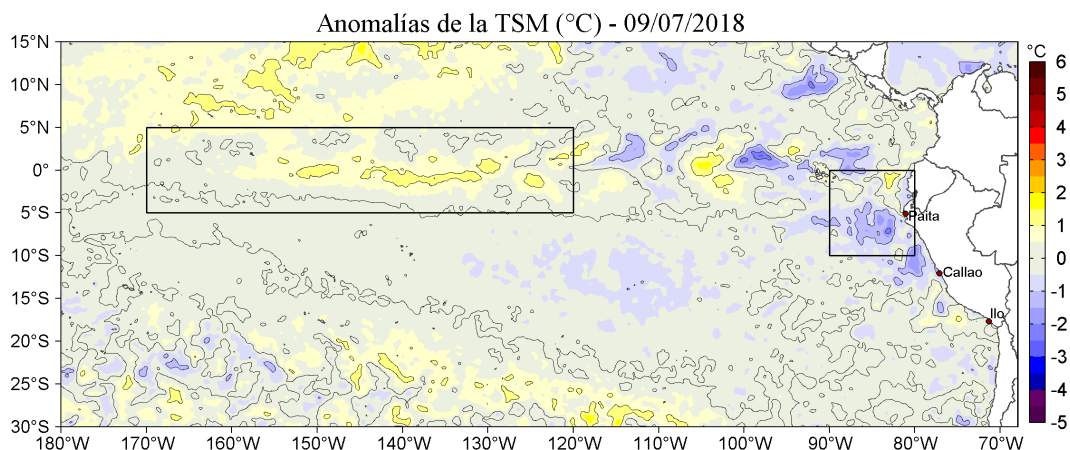 Anomalías de la TSM (°C) - 09/07/2018
15°N
10°N
5°N
0°
5°S
10°S
15°S
20°S
25°S
30°S
180°W
170°W
160°W
150°W
140°W
130°W
120°W
110°W
100°W
90°W
80°W
70°W
Paita
Callao
Ilo
°C
6
5
4
3
2
1
0
-1
-2
-3
-4
-5